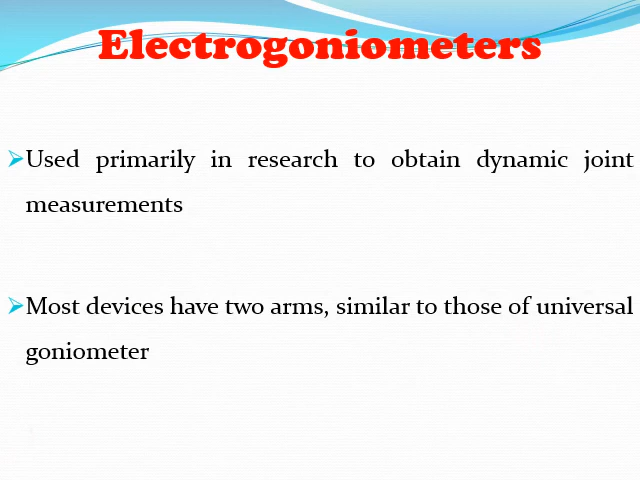 Electrogoniometers
Used primarily in research to obtain dynamic joint
measurements
Most devices have two arms, similar to those of universal
goniometer